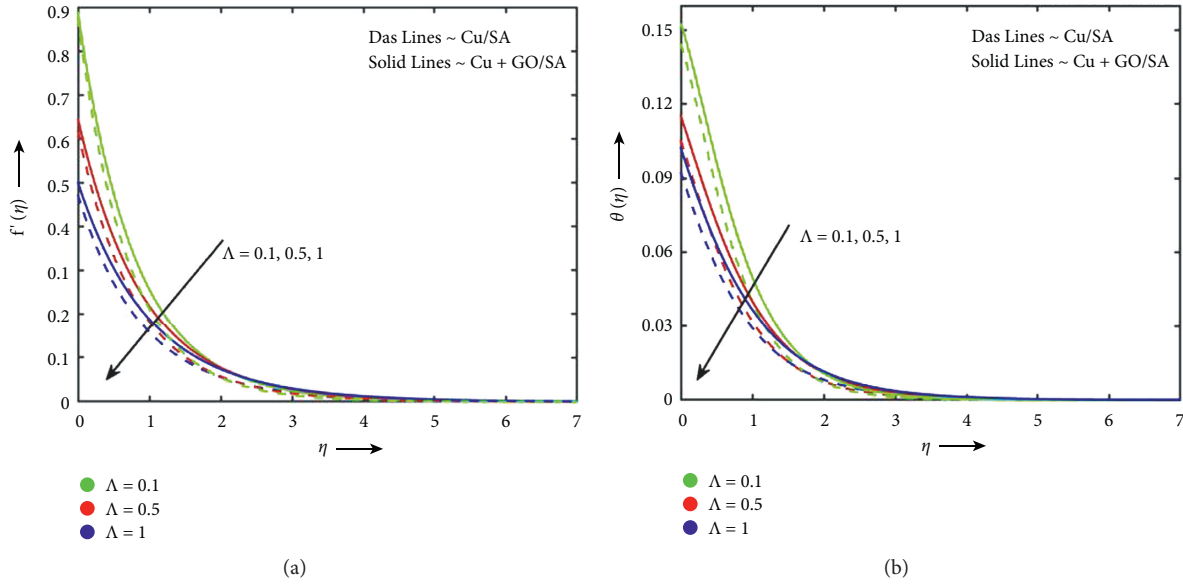 0.9
0.8
0.7
0.6
0.5
0.4
0.1
0.2
0.1
0
f' (η)
Das Lines ~ Cu/SA
Solid Lines ~ Cu + GO/SA
Λ = 0.1, 0.5, 1
0 1 2 3 4 5 6 7
η
Λ = 0.1
Λ = 0.5
Λ = 1
(a)
0.15
0.12
0.09
0.06
0.03
0
θ (η)
Das Lines ~ Cu/SA
Solid Lines ~ Cu + GO/SA
Λ = 0.1, 0.5, 1
0 1 2 3 4 5 6 7
η
Λ = 0.1
Λ = 0.5
Λ = 1
(b)